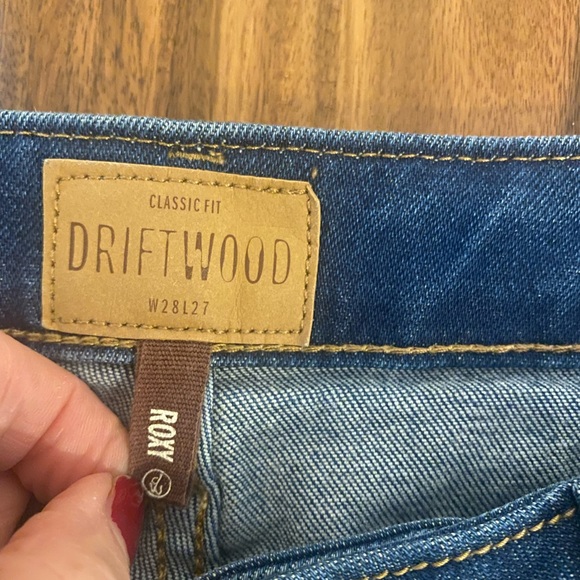 CLASSIC FIT
DRIFTWOOD
W28L27
ROXY